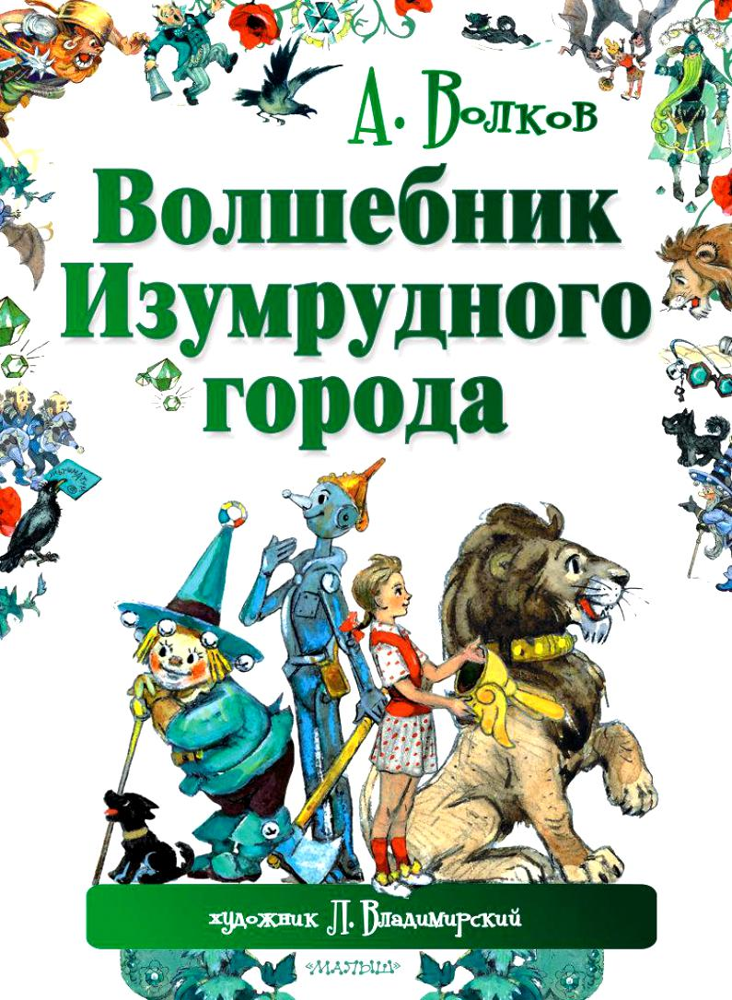 А. Волков
Волшебник
Изумрудного
города
художник Л. Владимирский
«МАЛЫШ»